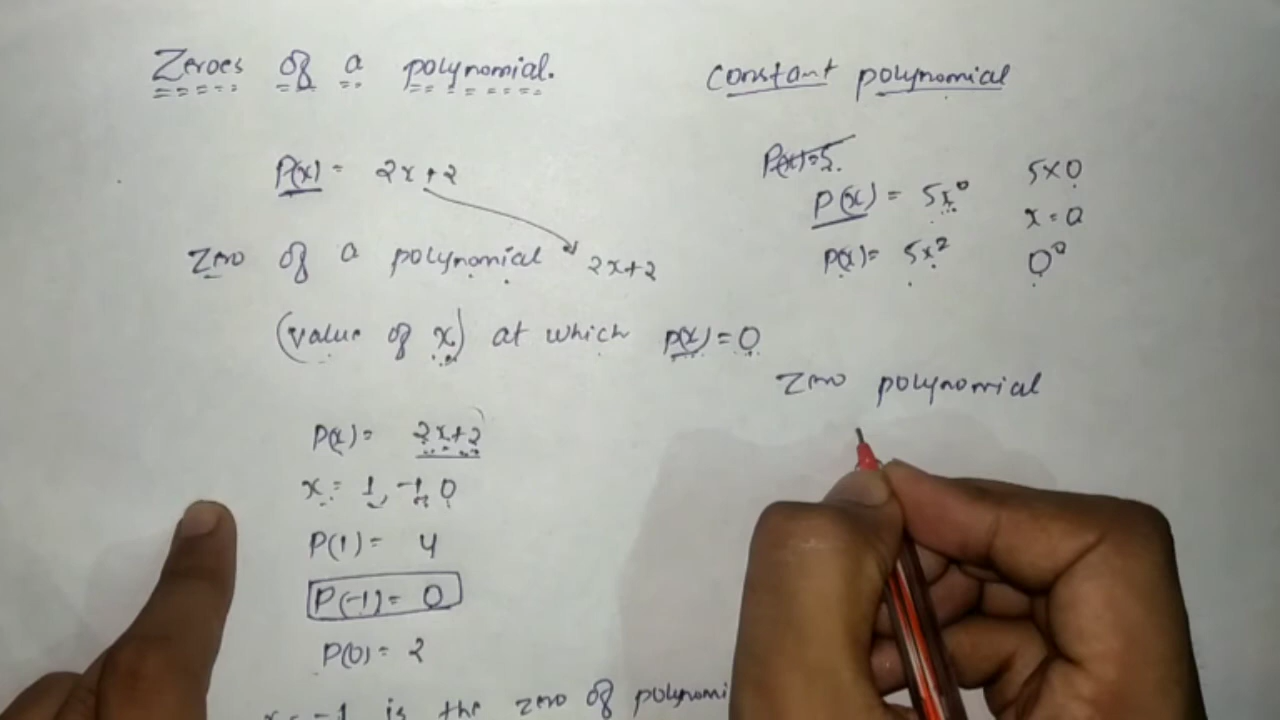 Zeroes of a polynomial.
P(x) = 2x+2
Zero of a polynomial 2x+2
(value of x) at which p(x)=0
P(x)= 2x+2
x= 1, -1, 0
P(1)= 4
P(-1)= 0
P(0)= 2
x= -1 is the zero of polynomi
Constant polynomial
P(x)=5.
P(x) = 5x⁰
5×0
x=0
P(x)= 5x²
0⁰
Zero polynomial